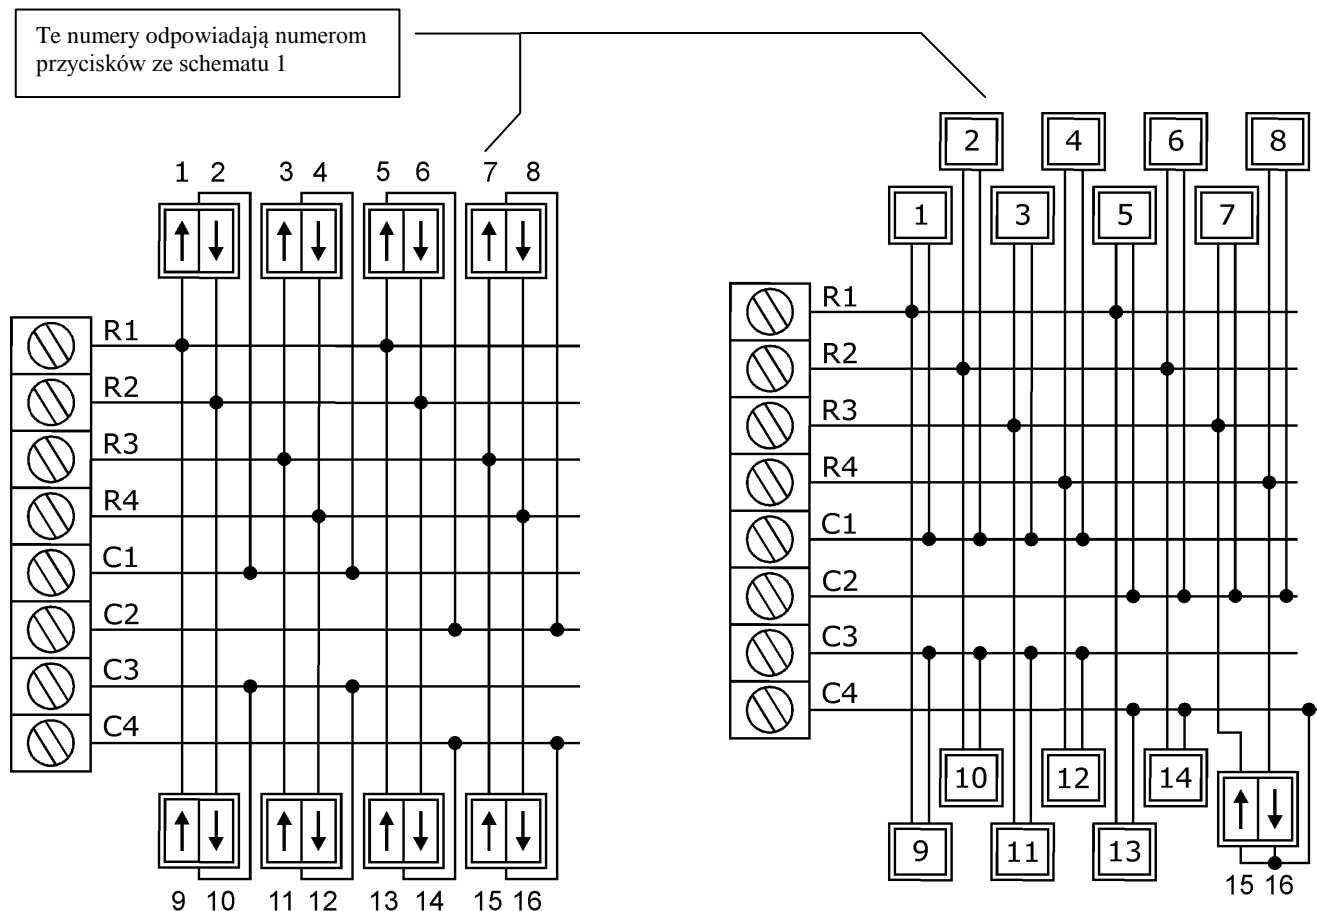 Te numery odpowiadają numerom
przycisków ze schematu 1
1 2 3 4 5 6 7 8
R1
R2
R3
R4
C1
C2
C3
C4
9 10 11 12 13 14 15 16
2 4 6 8
1 3 5 7
R1
R2
R3
R4
C1
C2
C3
C4
10 12 14
9 11 13
15 16